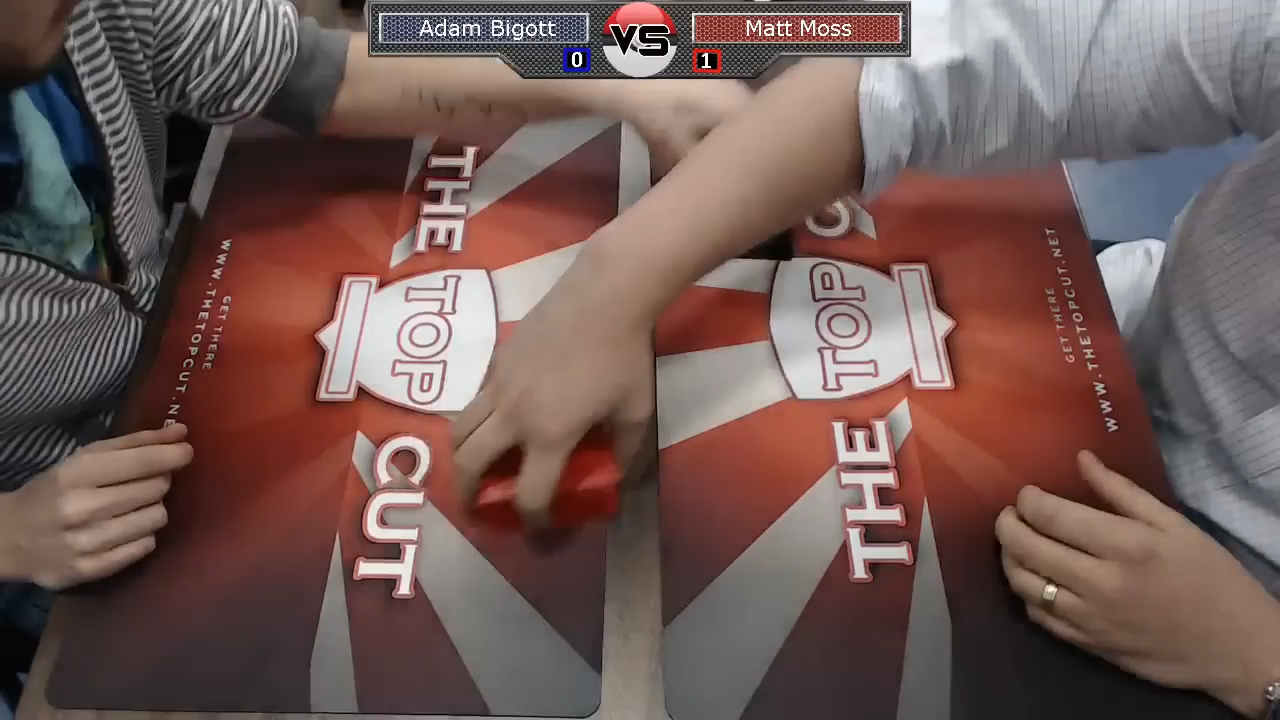 Adam Bigott
VS
Matt Moss
0
1
THE
TOP
CUT
GET THERE
WWW.THETOPCUT.NE
THE
TOP
C
GET THERE
WWW.THETOPCUT.NET